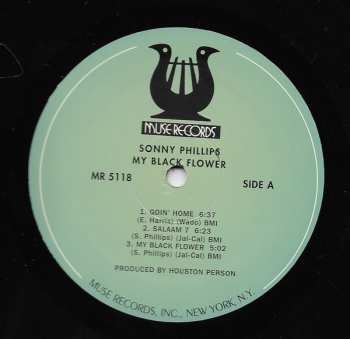 MUSE RECORDS
SONNY PHILLIPS
MY BLACK FLOWER
MR 5118
SIDE A
1. GOIN' HOME 6:37
(E. Harris) (Wado) BMI
2. SALAAM 7 6:23
(S. Phillips) (Jal-Cal) BMI
3. MY BLACK FLOWER 5:02
(S. Phillips) (Jal-Cal) BMI
PRODUCED BY HOUSTON PERSON
MUSE RECORDS, INC., NEW YORK, N.Y.